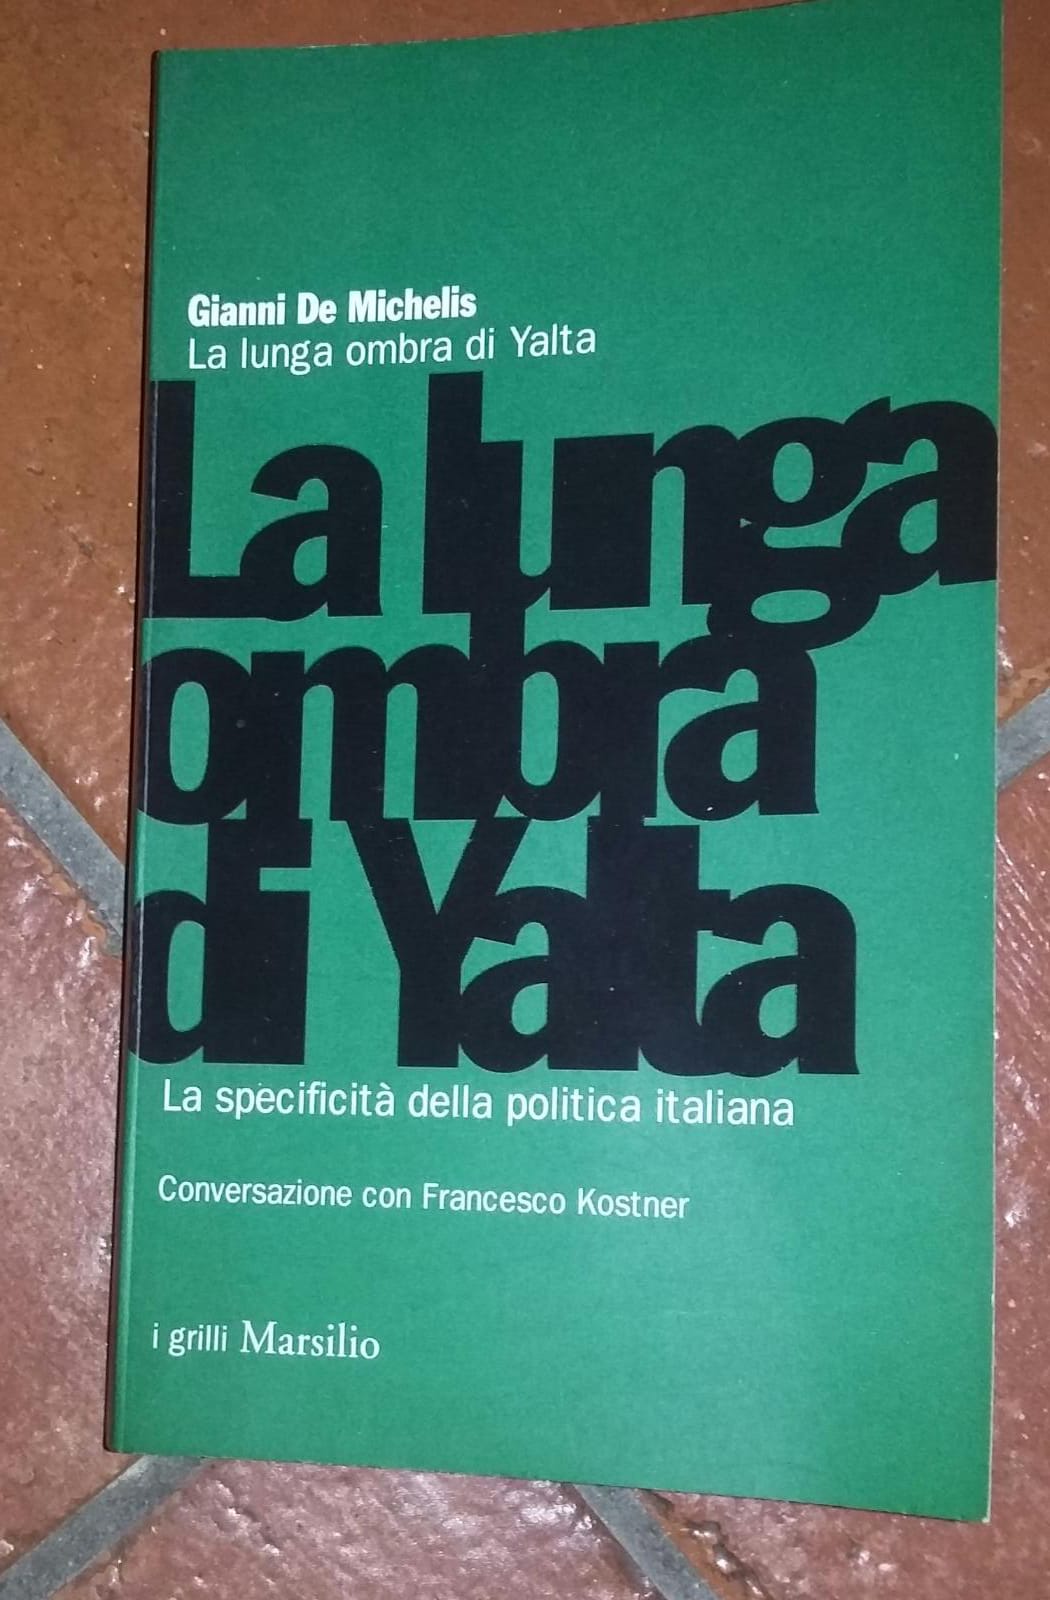 Gianni De Michelis
La lunga ombra di Yalta
La lunga
ombra
di Yalta
La specificità della politica italiana
Conversazione con Francesco Kostner
i grilli Marsilio